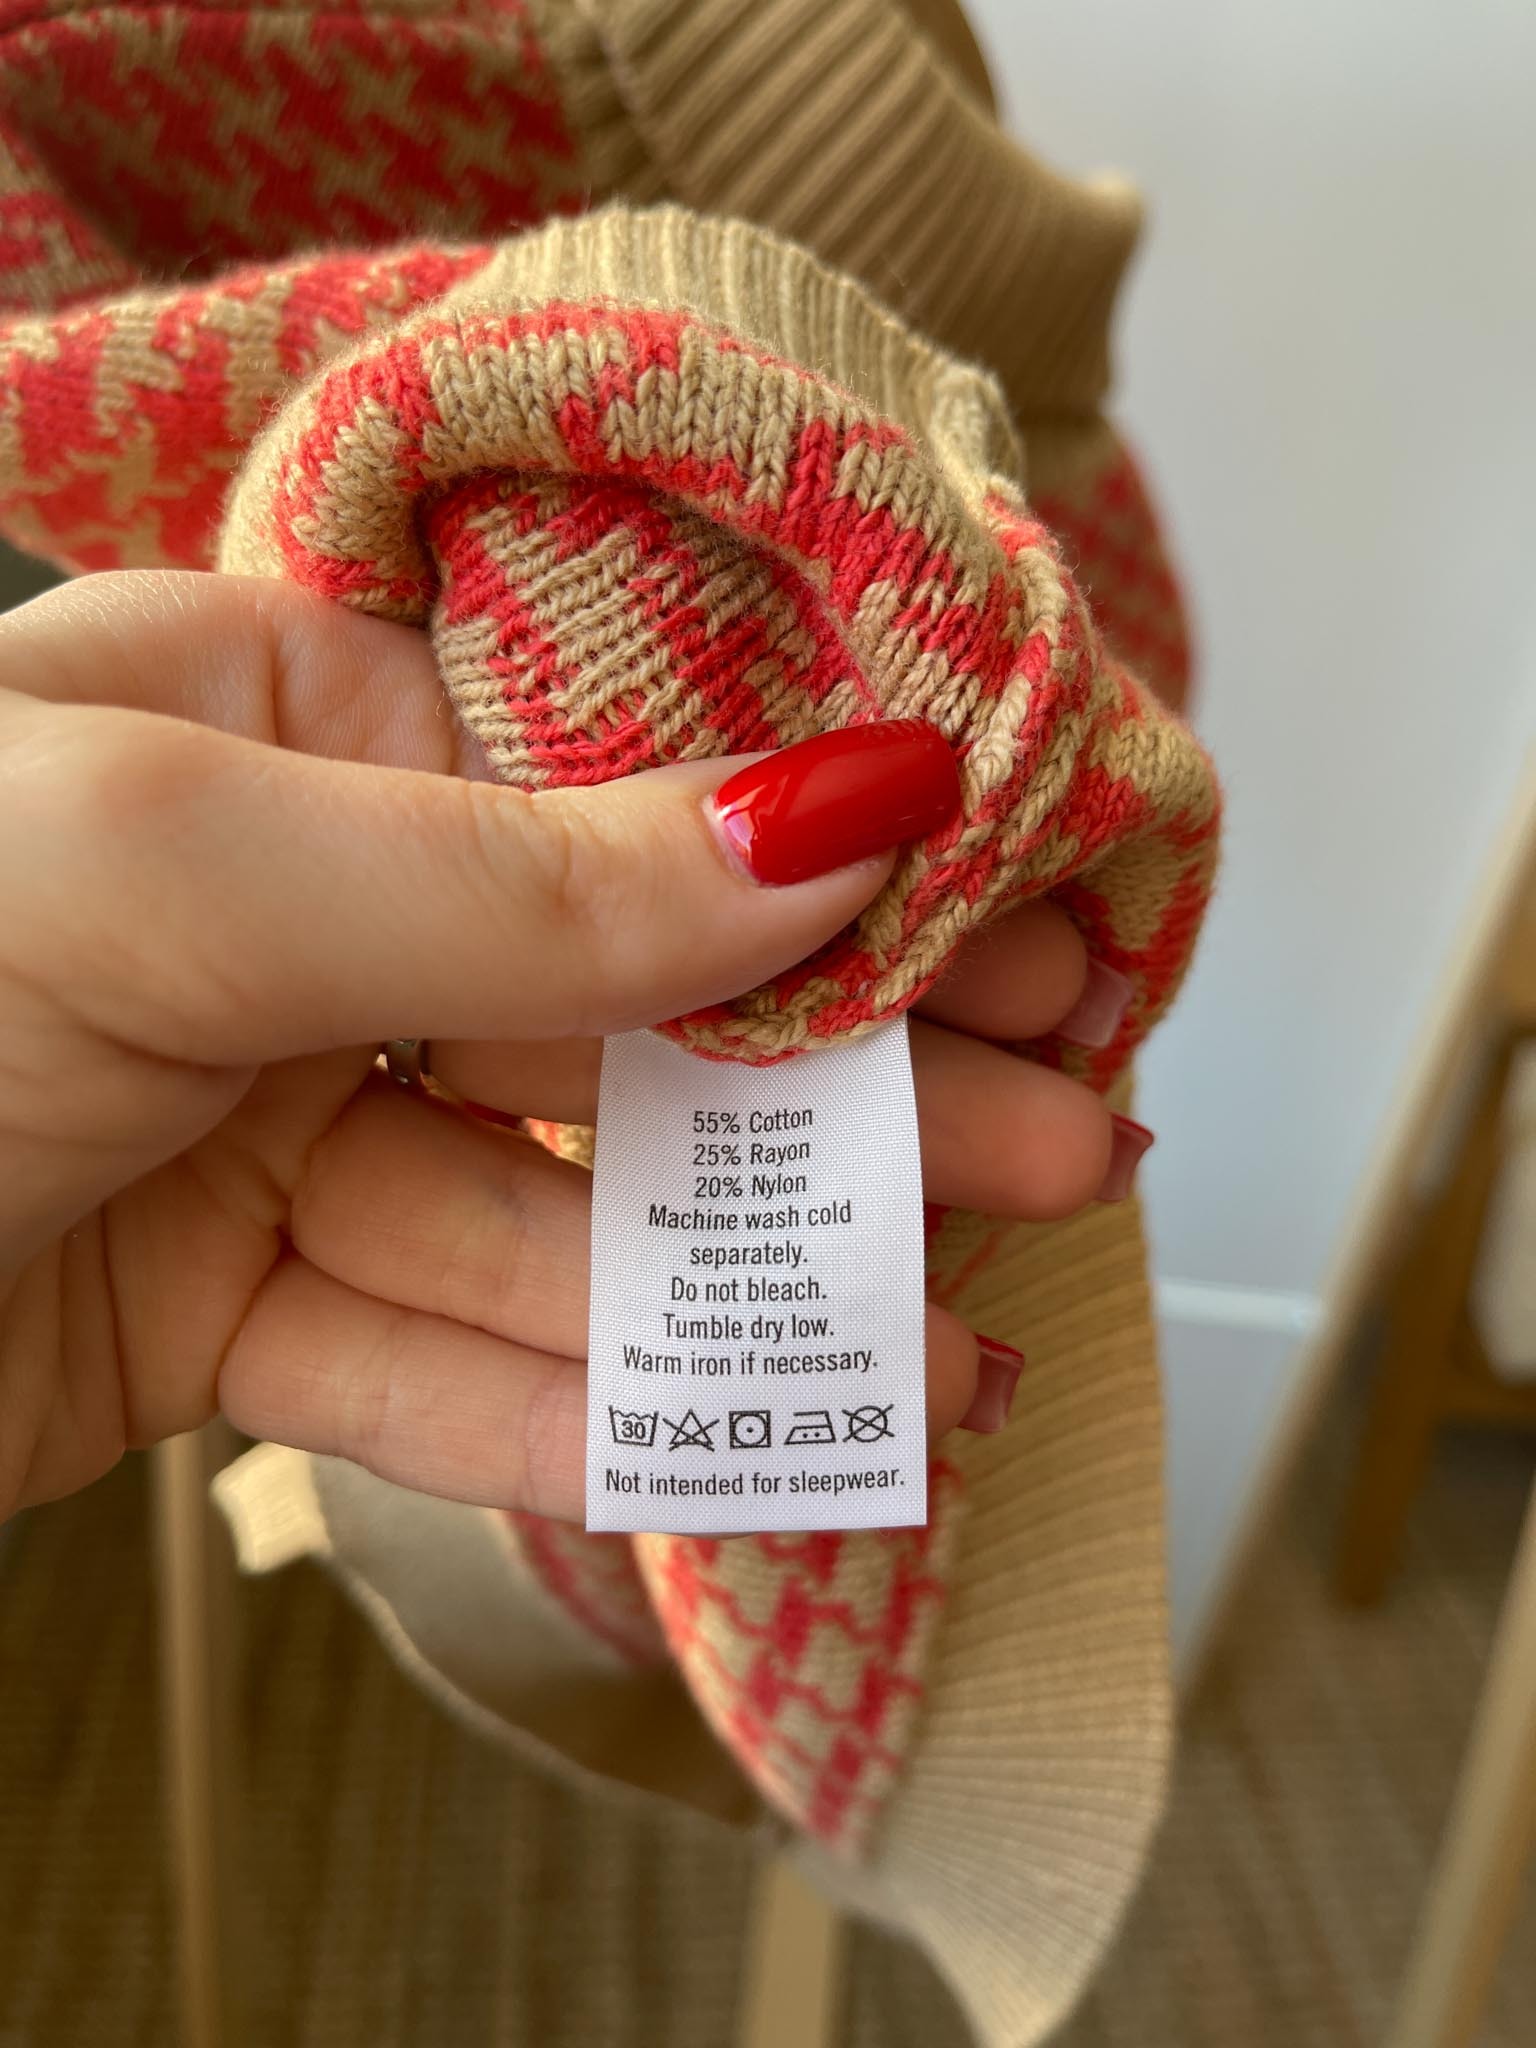 55% Cotton
25% Rayon
20% Nylon
Machine wash cold
separately.
Do not bleach.
Tumble dry low.
Warm iron if necessary.
30
Not intended for sleepwear.